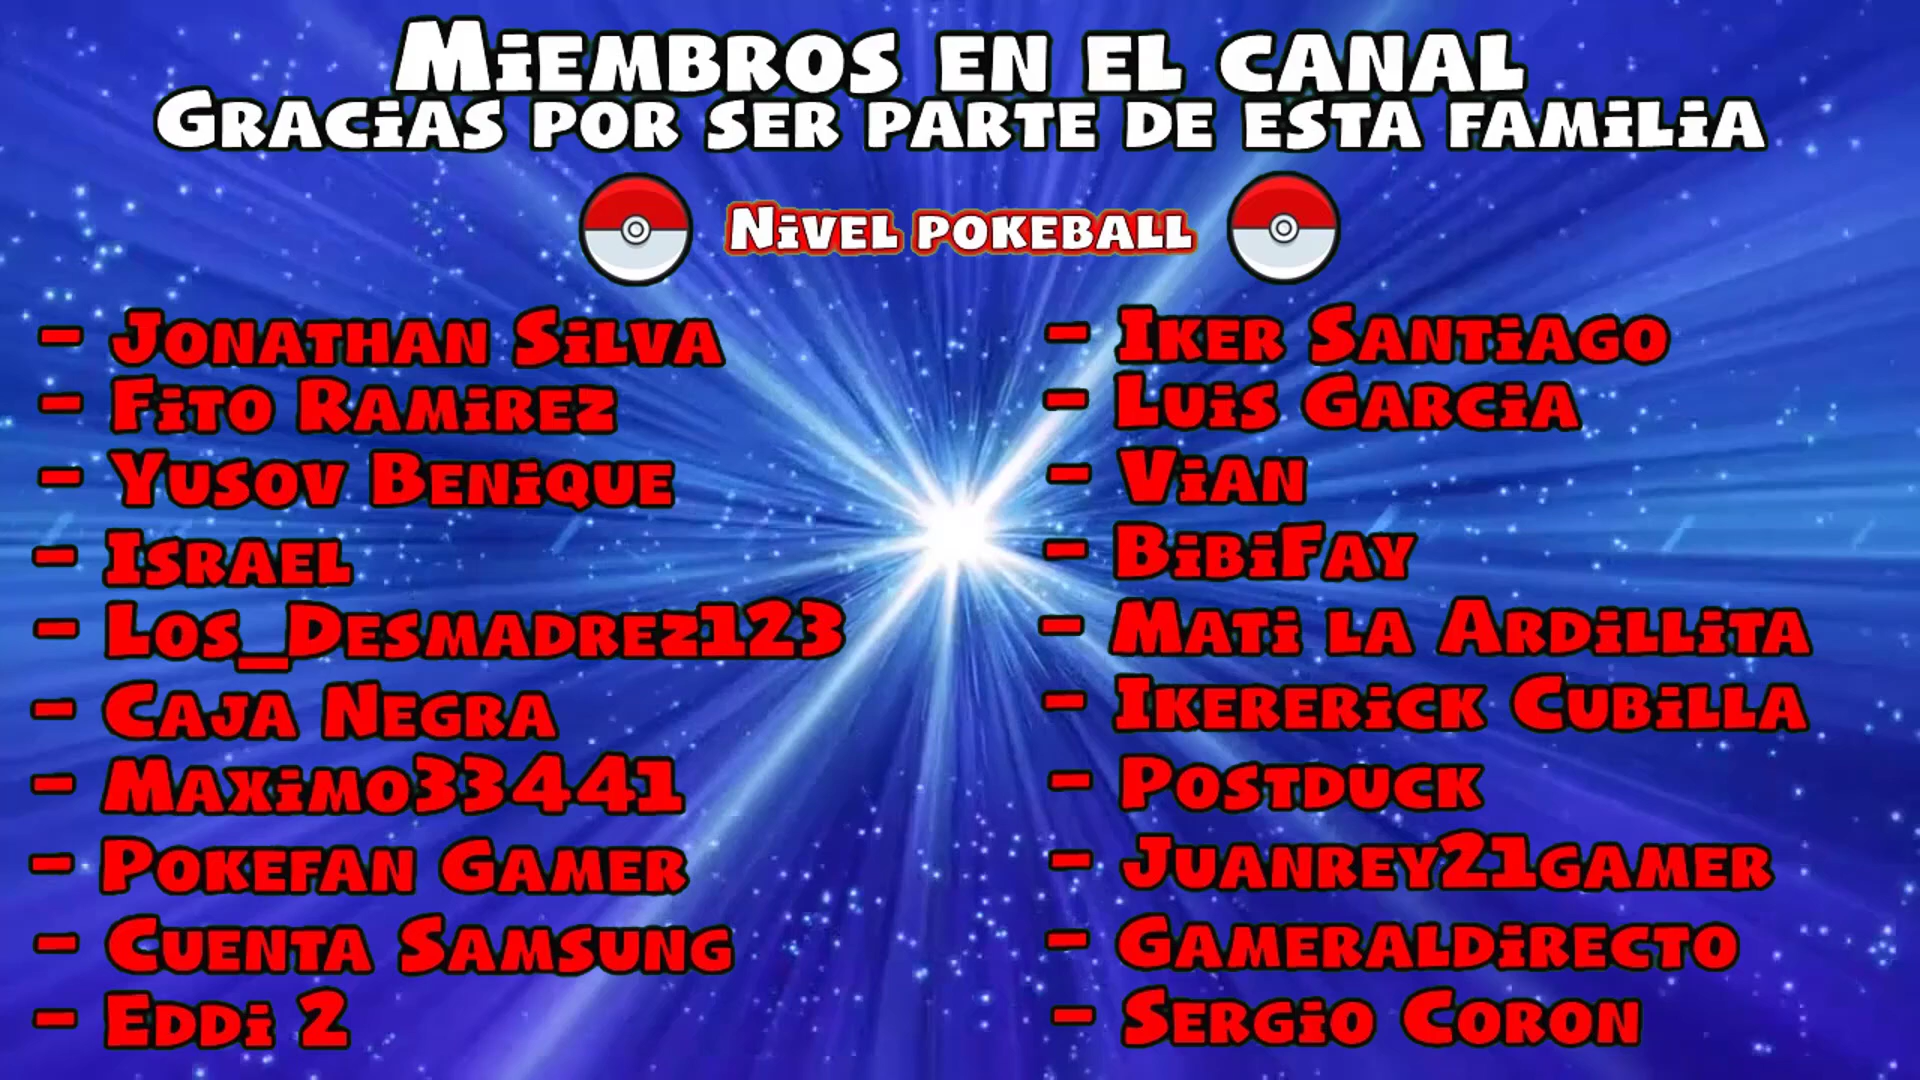 Miembros en el canal
Gracias por ser parte de esta familia
Nivel pokeball
- Jonathan Silva
- Fito Ramirez
- Yusov Benique
- Israel
- Los_Desmadrez123
- Caja Negra
- Maximo33441
- Pokefan Gamer
- Cuenta Samsung
- Eddi 2
- Iker Santiago
- Luis Garcia
- Vian
- BibiFay
- Mati la Ardillita
- Ikererick Cubilla
- Postduck
- Juanrey21gamer
- Gameraldirecto
- Sergio Coron